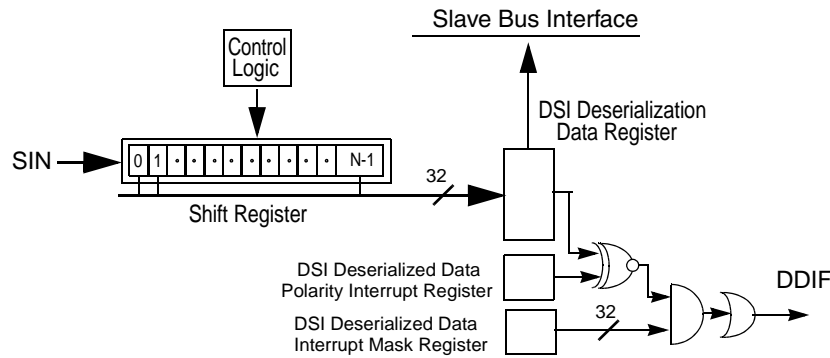 Slave Bus Interface
Control
Logic
DSI Deserialization
Data Register
SIN
0 1 · · · · · · · · N-1
32
Shift Register
DSI Deserialized Data
Polarity Interrupt Register
DDIF
DSI Deserialized Data
Interrupt Mask Register
32